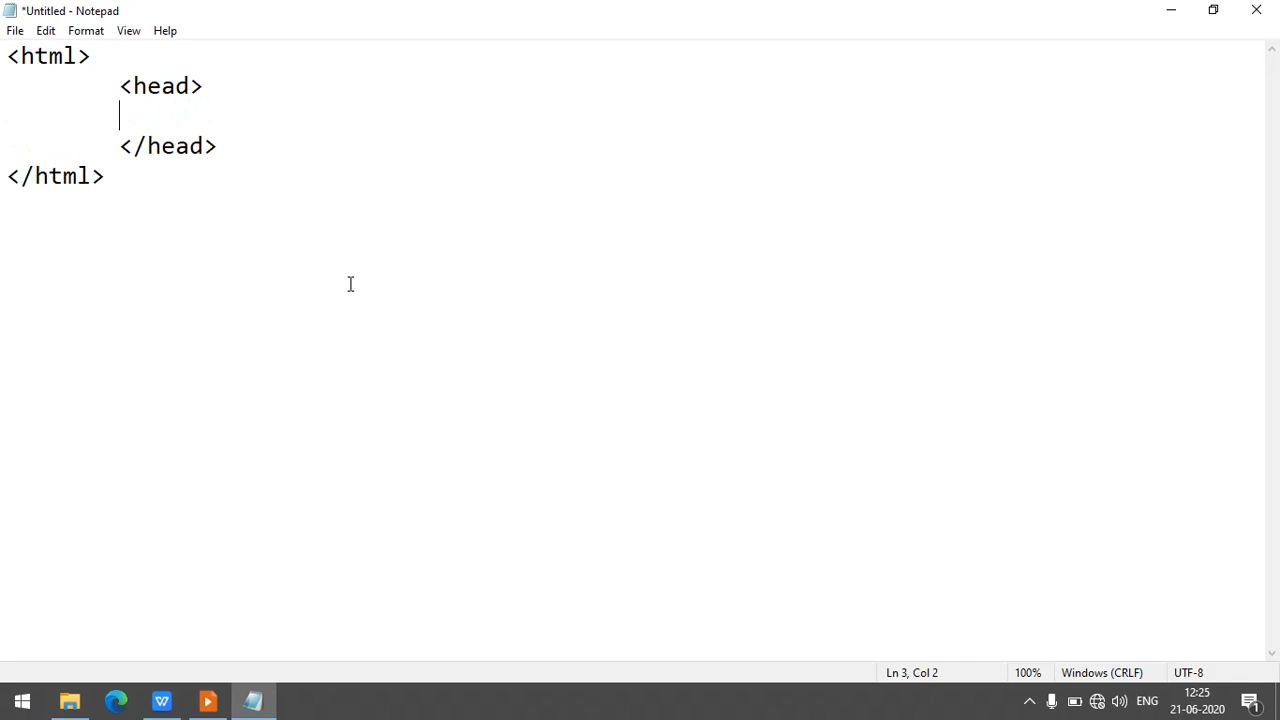 *Untitled - Notepad
File Edit Format View Help
<html>
<head>
</head>
</html>
Ln 3, Col 2 100% Windows (CRLF) UTF-8
W ENG 12:25
21-06-2020 1